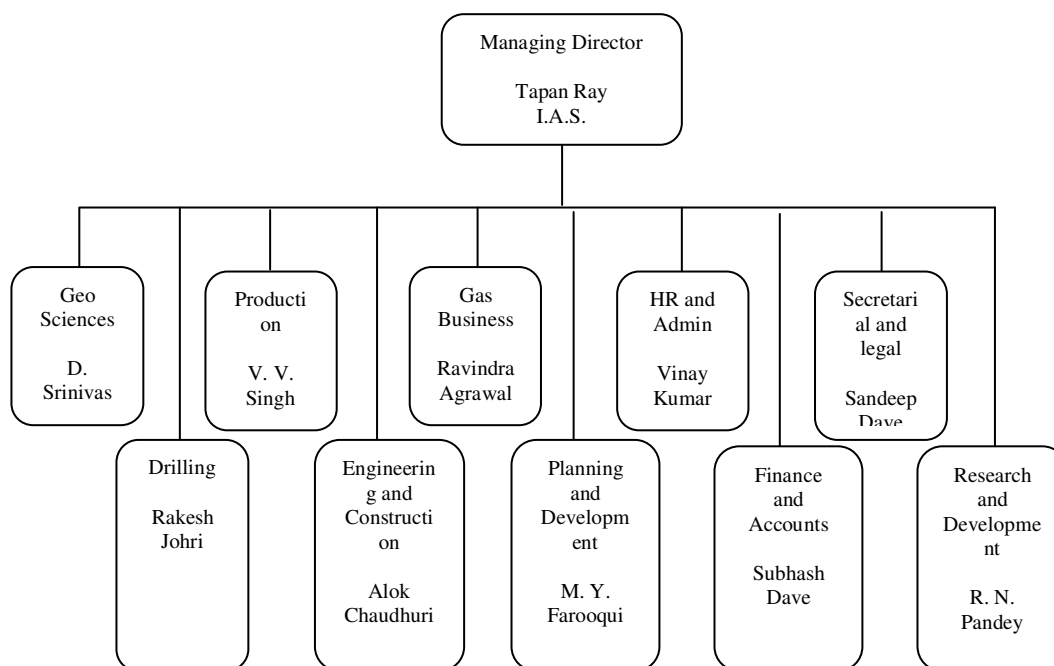 Managing Director
Tapan Ray
I.A.S.
Geo
Sciences
D.
Srinivas
Producti
on
V. V.
Singh
Gas
Business
Ravindra
Agrawal
HR and
Admin
Vinay
Kumar
Secretari
al and
legal
Sandeep
Dave
Drilling
Rakesh
Johri
Engineerin
g and
Constructi
on
Alok
Chaudhuri
Planning
and
Developm
ent
M. Y.
Farooqui
Finance
and
Accounts
Subhash
Dave
Research
and
Developme
nt
R. N.
Pandey